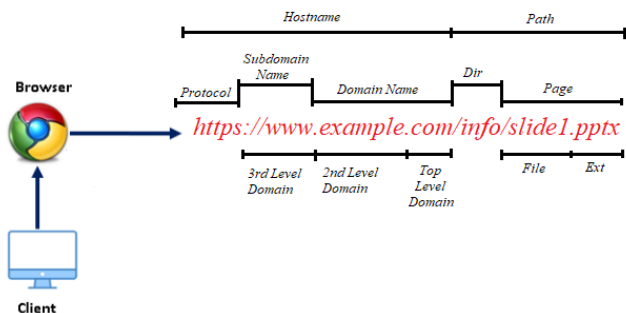 Hostname
Path
Subdomain
Name
Protocol
Domain Name
Dir
Page
Browser
https://www.example.com/info/slide1.pptx
3rd Level
Domain
2nd Level
Domain
Top
Level
Domain
File
Ext
Client